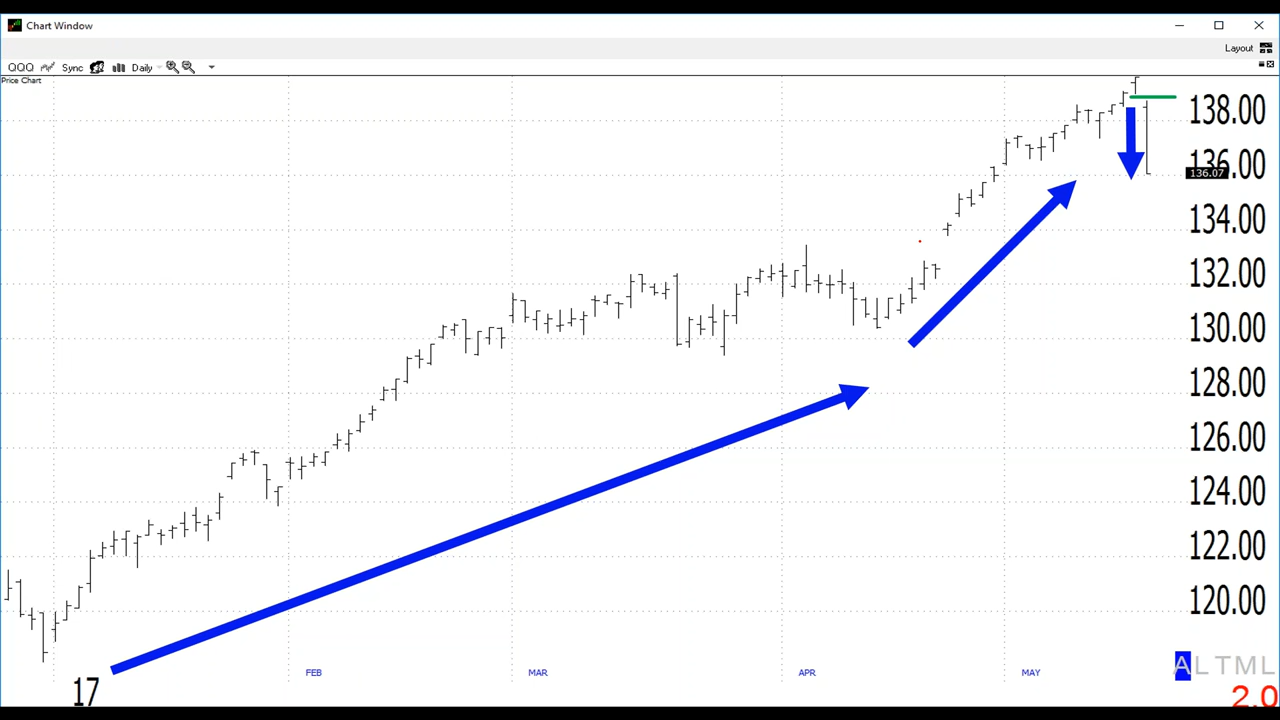 Chart Window
Layout
QQQ Sync Daily
Price Chart
138.00
136.00
136.07
134.00
132.00
130.00
128.00
126.00
124.00
122.00
120.00
FEB MAR APR MAY
17
ALTML
2.0